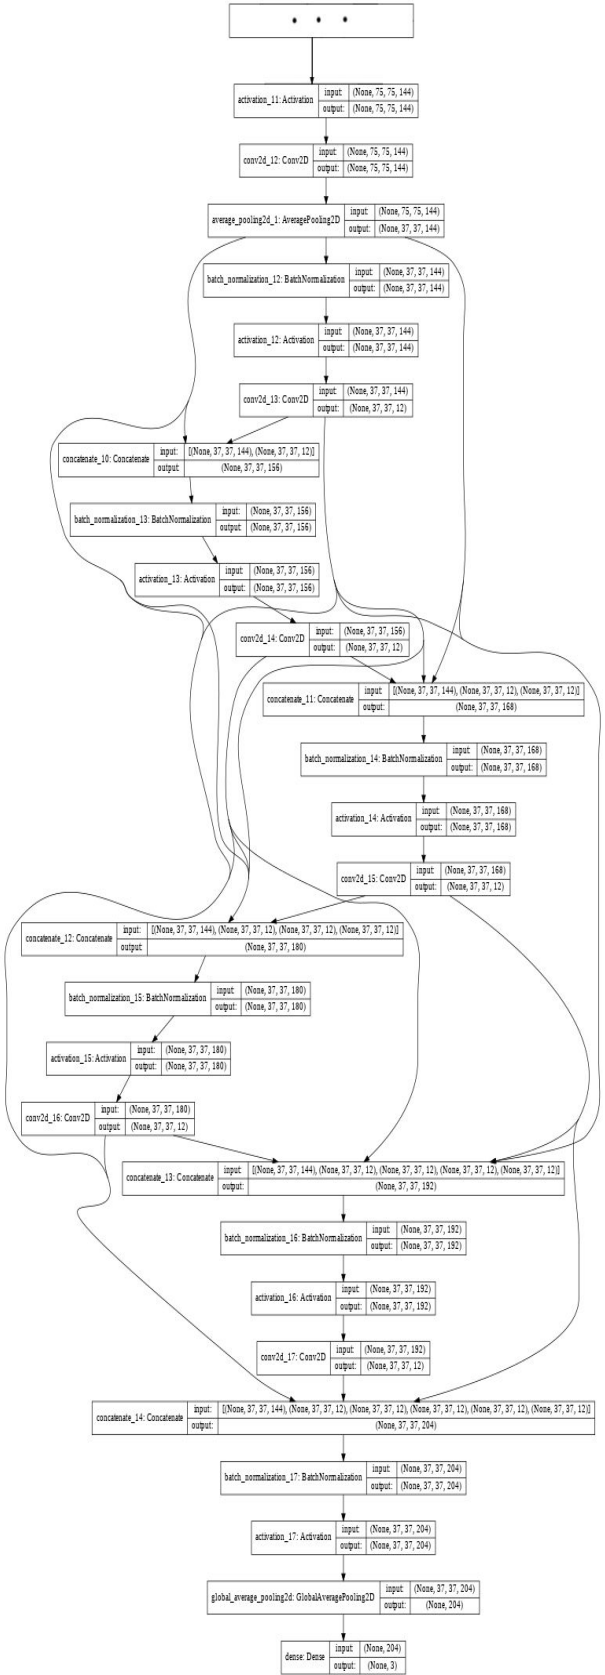 • • •
activation_11: Activation input: (None, 75, 75, 144)
output: (None, 75, 75, 144)
conv2d_12: Conv2D input: (None, 75, 75, 144)
output: (None, 75, 75, 144)
average_pooling2d_1: AveragePooling2D input: (None, 75, 75, 144)
output: (None, 37, 37, 144)
batch_normalization_12: BatchNormalization input: (None, 37, 37, 144)
output: (None, 37, 37, 144)
activation_12: Activation input: (None, 37, 37, 144)
output: (None, 37, 37, 144)
conv2d_13: Conv2D input: (None, 37, 37, 144)
output: (None, 37, 37, 12)
concatenate_10: Concatenate input: [(None, 37, 37, 144), (None, 37, 37, 12)]
output: (None, 37, 37, 156)
batch_normalization_13: BatchNormalization input: (None, 37, 37, 156)
output: (None, 37, 37, 156)
activation_13: Activation input: (None, 37, 37, 156)
output: (None, 37, 37, 156)
conv2d_14: Conv2D input: (None, 37, 37, 156)
output: (None, 37, 37, 12)
concatenate_11: Concatenate input: [(None, 37, 37, 144), (None, 37, 37, 12), (None, 37, 37, 12)]
output: (None, 37, 37, 168)
batch_normalization_14: BatchNormalization input: (None, 37, 37, 168)
output: (None, 37, 37, 168)
activation_14: Activation input: (None, 37, 37, 168)
output: (None, 37, 37, 168)
conv2d_15: Conv2D input: (None, 37, 37, 168)
output: (None, 37, 37, 12)
concatenate_12: Concatenate input: [(None, 37, 37, 144), (None, 37, 37, 12), (None, 37, 37, 12), (None, 37, 37, 12)]
output: (None, 37, 37, 180)
batch_normalization_15: BatchNormalization input: (None, 37, 37, 180)
output: (None, 37, 37, 180)
activation_15: Activation input: (None, 37, 37, 180)
output: (None, 37, 37, 180)
conv2d_16: Conv2D input: (None, 37, 37, 180)
output: (None, 37, 37, 12)
concatenate_13: Concatenate input: [(None, 37, 37, 144), (None, 37, 37, 12), (None, 37, 37, 12), (None, 37, 37, 12), (None, 37, 37, 12)]
output: (None, 37, 37, 192)
batch_normalization_16: BatchNormalization input: (None, 37, 37, 192)
output: (None, 37, 37, 192)
activation_16: Activation input: (None, 37, 37, 192)
output: (None, 37, 37, 192)
conv2d_17: Conv2D input: (None, 37, 37, 192)
output: (None, 37, 37, 12)
concatenate_14: Concatenate input: [(None, 37, 37, 144), (None, 37, 37, 12), (None, 37, 37, 12), (None, 37, 37, 12), (None, 37, 37, 12), (None, 37, 37, 12)]
output: (None, 37, 37, 204)
batch_normalization_17: BatchNormalization input: (None, 37, 37, 204)
output: (None, 37, 37, 204)
activation_17: Activation input: (None, 37, 37, 204)
output: (None, 37, 37, 204)
global_average_pooling2d: GlobalAveragePooling2D input: (None, 37, 37, 204)
output: (None, 204)
dense: Dense input: (None, 204)
output: (None, 3)